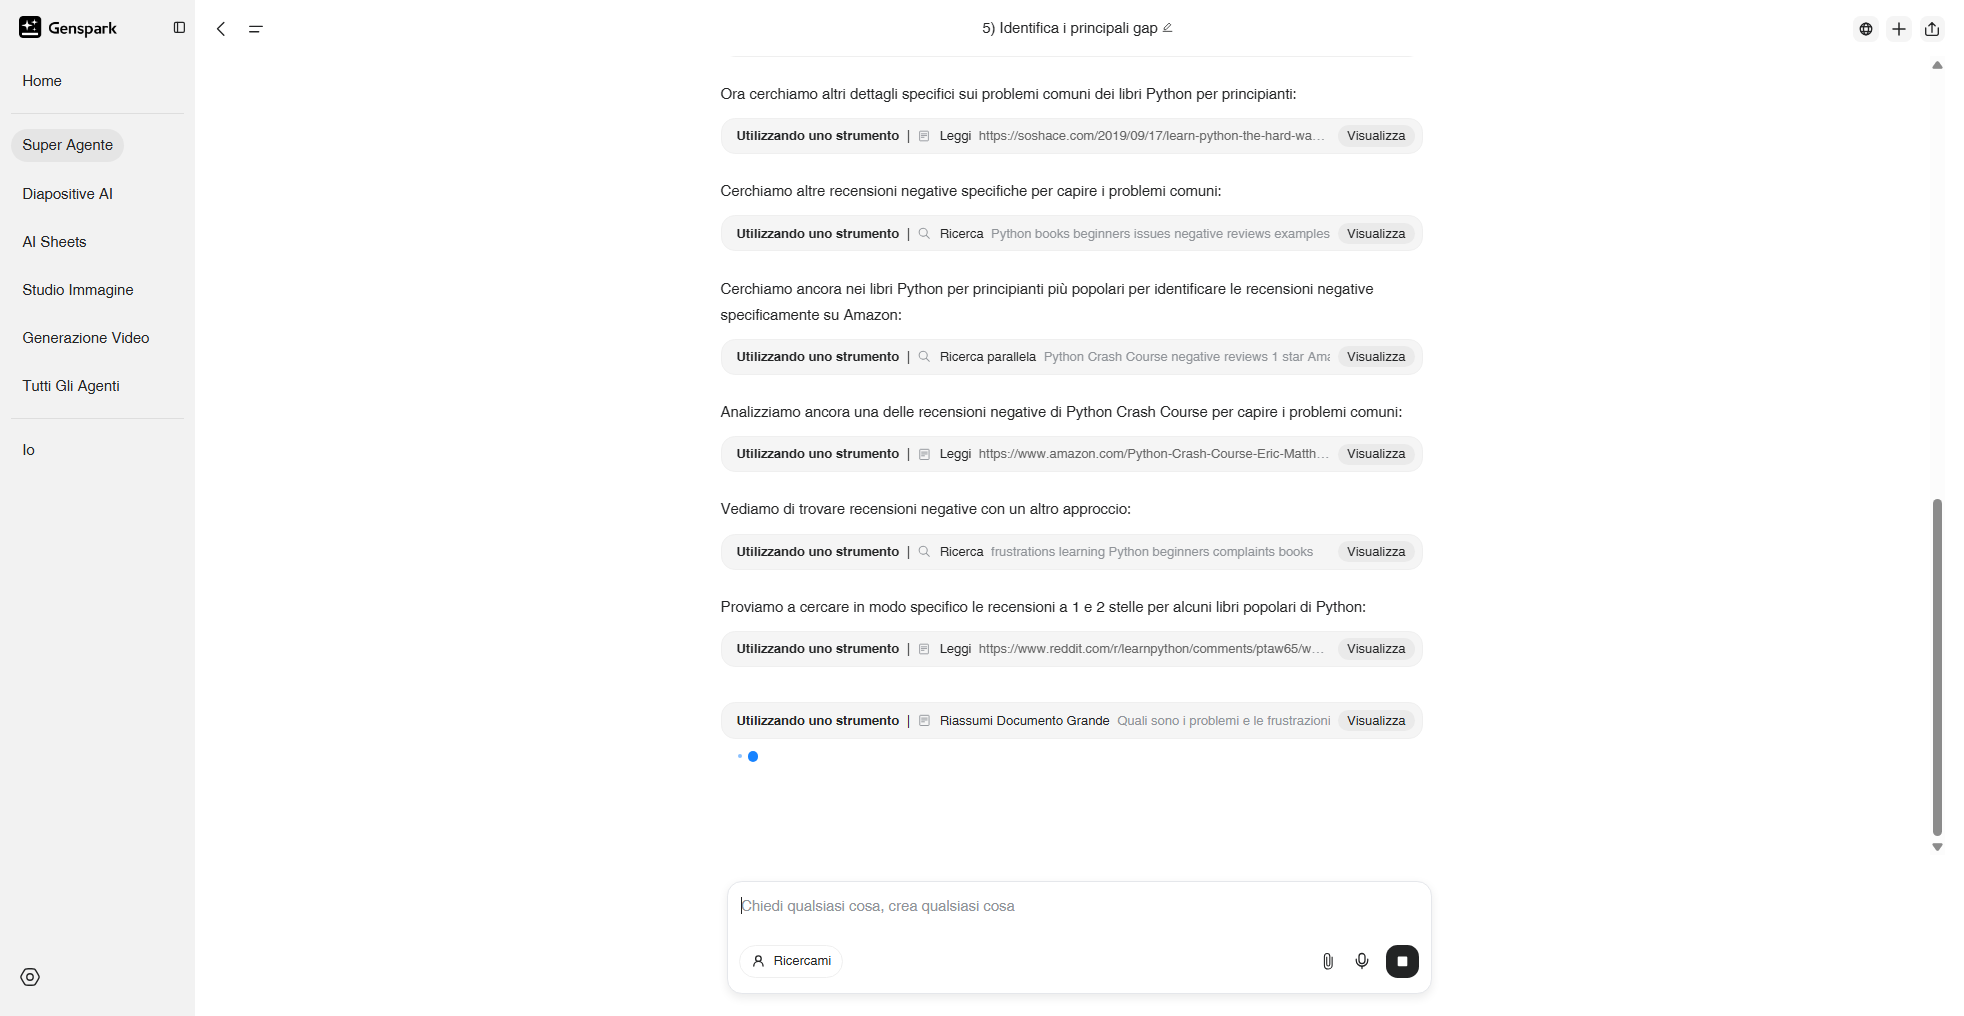 Genspark
Home
Super Agente
Diapositive AI
AI Sheets
Studio Immagine
Generazione Video
Tutti Gli Agenti
Io
5) Identifica i principali gap
Ora cerchiamo altri dettagli specifici sui problemi comuni dei libri Python per principianti:
Utilizzando uno strumento | Leggi https://soshace.com/2019/09/17/learn-python-the-hard-wa... Visualizza
Cerchiamo altre recensioni negative specifiche per capire i problemi comuni:
Utilizzando uno strumento | Ricerca Python books beginners issues negative reviews examples Visualizza
Cerchiamo ancora nei libri Python per principianti più popolari per identificare le recensioni negative
specificamente su Amazon:
Utilizzando uno strumento | Ricerca parallela Python Crash Course negative reviews 1 star Ama Visualizza
Analizziamo ancora una delle recensioni negative di Python Crash Course per capire i problemi comuni:
Utilizzando uno strumento | Leggi https://www.amazon.com/Python-Crash-Course-Eric-Matth... Visualizza
Vediamo di trovare recensioni negative con un altro approccio:
Utilizzando uno strumento | Ricerca frustrations learning Python beginners complaints books Visualizza
Proviamo a cercare in modo specifico le recensioni a 1 e 2 stelle per alcuni libri popolari di Python:
Utilizzando uno strumento | Leggi https://www.reddit.com/r/learnpython/comments/ptaw65/w... Visualizza
Utilizzando uno strumento | Riassumi Documento Grande Quali sono i problemi e le frustrazioni Visualizza
Chiedi qualsiasi cosa, crea qualsiasi cosa
Ricercami